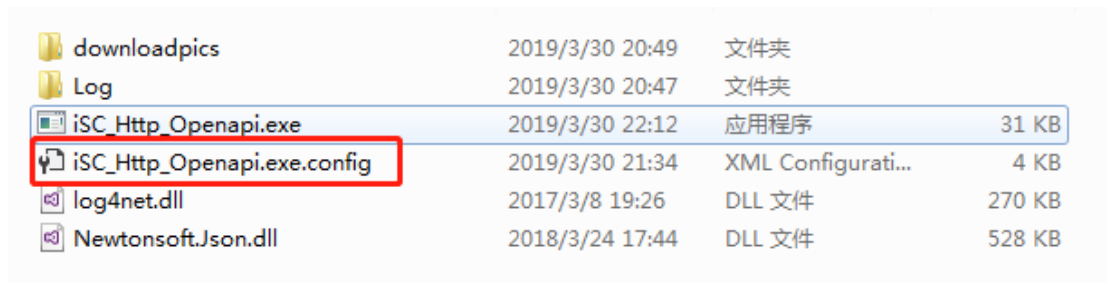 downloadpics 2019/3/30 20:49 文件夹
Log 2019/3/30 20:47 文件夹
iSC_Http_Openapi.exe 2019/3/30 22:12 应用程序 31 KB
iSC_Http_Openapi.exe.config 2019/3/30 21:34 XML Configurati... 4 KB
log4net.dll 2017/3/8 19:26 DLL 文件 270 KB
Newtonsoft.Json.dll 2018/3/24 17:44 DLL 文件 528 KB